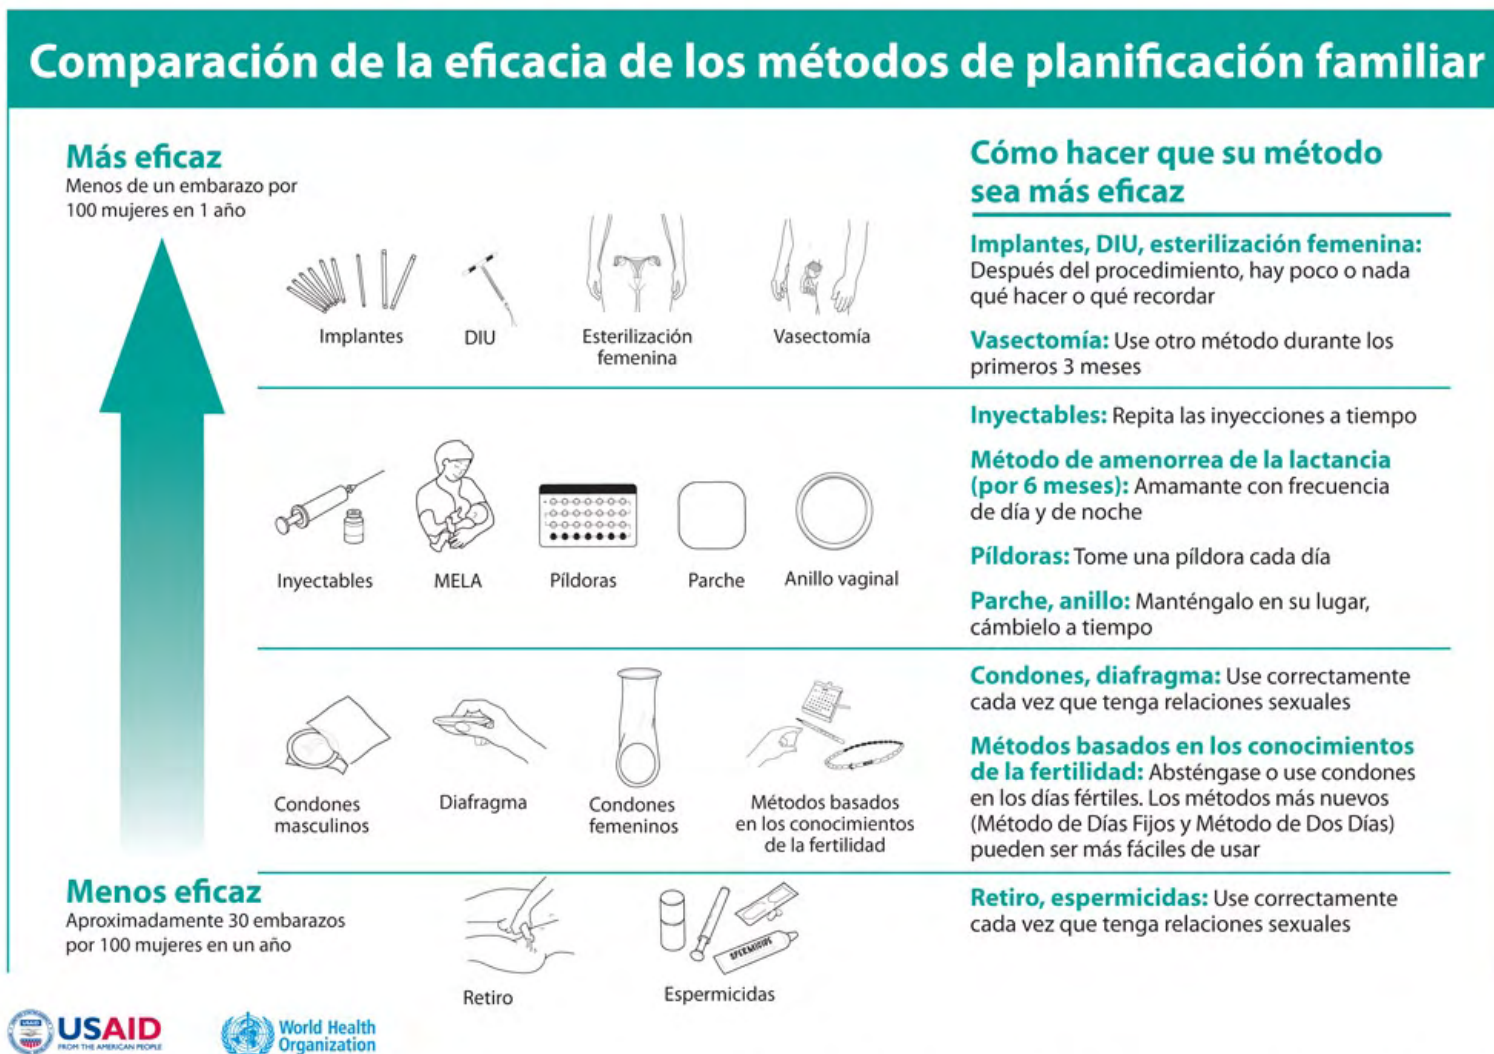 Comparación de la eficacia de los métodos de planificación familiar
Más eficaz
Menos de un embarazo por
100 mujeres en 1 año
Implantes
DIU
Esterilización
femenina
Vasectomía
Inyectables
MELA
Píldoras
Parche
Anillo vaginal
Condones
masculinos
Diafragma
Condones
femeninos
Métodos basados
en los conocimientos
de la fertilidad
Menos eficaz
Aproximadamente 30 embarazos
por 100 mujeres en un año
Retiro
SPERMICIDE
Espermicidas
Cómo hacer que su método
sea más eficaz
Implantes, DIU, esterilización femenina:
Después del procedimiento, hay poco o nada
qué hacer o qué recordar
Vasectomía: Use otro método durante los
primeros 3 meses
Inyectables: Repita las inyecciones a tiempo
Método de amenorrea de la lactancia
(por 6 meses): Amamante con frecuencia
de día y de noche
Píldoras: Tome una píldora cada día
Parche, anillo: Manténgalo en su lugar,
cámbielo a tiempo
Condones, diafragma: Use correctamente
cada vez que tenga relaciones sexuales
Métodos basados en los conocimientos
de la fertilidad: Absténgase o use condones
en los días fértiles. Los métodos más nuevos
(Método de Días Fijos y Método de Dos Días)
pueden ser más fáciles de usar
Retiro, espermicidas: Use correctamente
cada vez que tenga relaciones sexuales
USAID
USAID
FROM THE AMERICAN PEOPLE
World Health
Organization